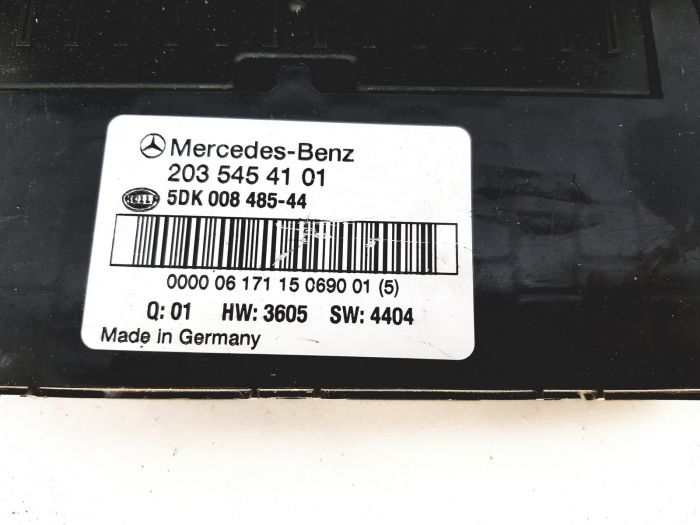 Mercedes-Benz
203 545 41 01
HELLA 5DK 008 485-44
0000 06 171 15 0690 01 (5)
Q: 01 HW: 3605 SW: 4404
Made in Germany